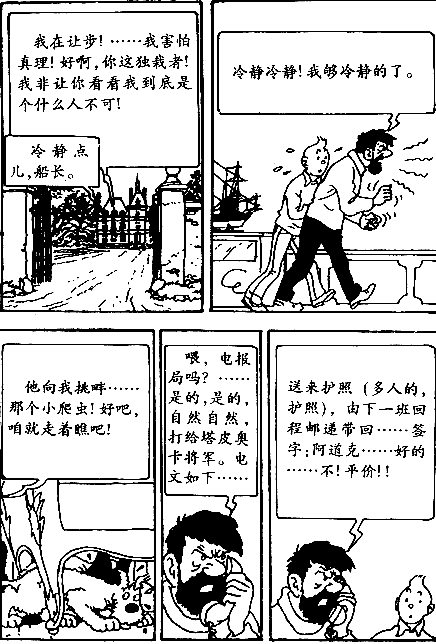 我在让步!……我害怕
真理!好啊,你这独裁者!
我非让你看看我到底是
个什么人不可!
冷静点
儿,船长。
冷静冷静!我够冷静的了。
他向我挑衅……
那个小爬虫!好吧,
咱就走着瞧吧!
喂,电报
局吗?……
是的,是的,
自然自然,
打给塔皮奥
卡将军。电
文如下……
送来护照(多人的,
护照),由下一班回
程邮递带回……签
字;阿道克……好的
……不!平价!!